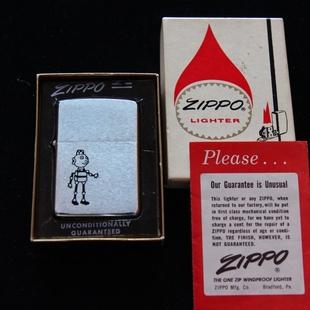 ZIPPO
UNCONDITIONALLY
GUARANTEED
ZIPPO
LIGHTER
Please...
Our Guarantee is Unusual
This lighter or any ZIPPO, when
returned to our factory, will be put
in first class mechanical condition
free of charge, for we have yet to
charge a cent for the repair of a
ZIPPO regardless of age or condi-
tion. THE FINISH, HOWEVER, IS
NOT GUARANTEED.
ZIPPO
®
THE ONE ZIP WINDPROOF LIGHTER
ZIPPO Mfg. Co. Bradford, Pa.